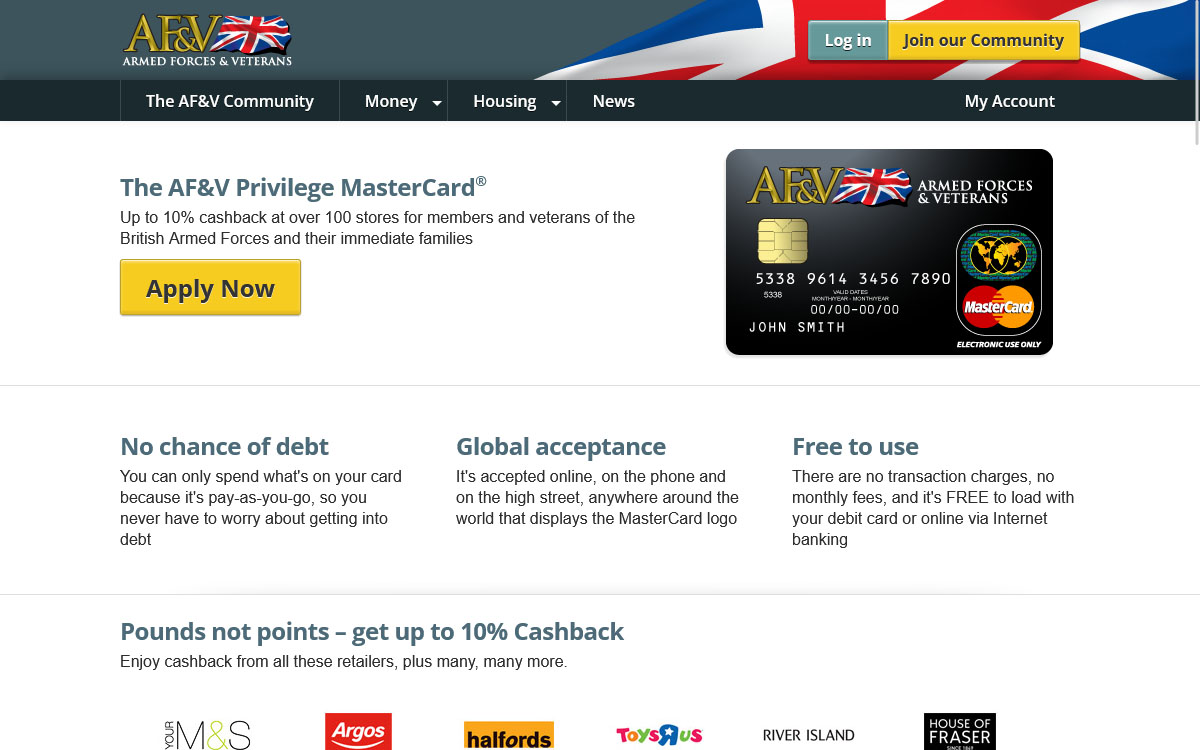 AF&V
ARMED FORCES & VETERANS
Log in
Join our Community
The AF&V Community
Money
Housing
News
My Account
The AF&V Privilege MasterCard®
Up to 10% cashback at over 100 stores for members and veterans of the
British Armed Forces and their immediate families
Apply Now
AF&V
ARMED FORCES
& VETERANS
5338 9614 3456 7890
5338
VALID DATES
MONTH/YEAR - MONTH/YEAR
00/00-00/00
JOHN SMITH
MasterCard
ELECTRONIC USE ONLY
No chance of debt
You can only spend what's on your card
because it's pay-as-you-go, so you
never have to worry about getting into
debt
Global acceptance
It's accepted online, on the phone and
on the high street, anywhere around the
world that displays the MasterCard logo
Free to use
There are no transaction charges, no
monthly fees, and it's FREE to load with
your debit card or online via Internet
banking
Pounds not points – get up to 10% Cashback
Enjoy cashback from all these retailers, plus many, many more.
YOUR M&S
Argos
halfords
TOYSRUS
RIVER ISLAND
HOUSE OF
FRASER
SINCE 1849